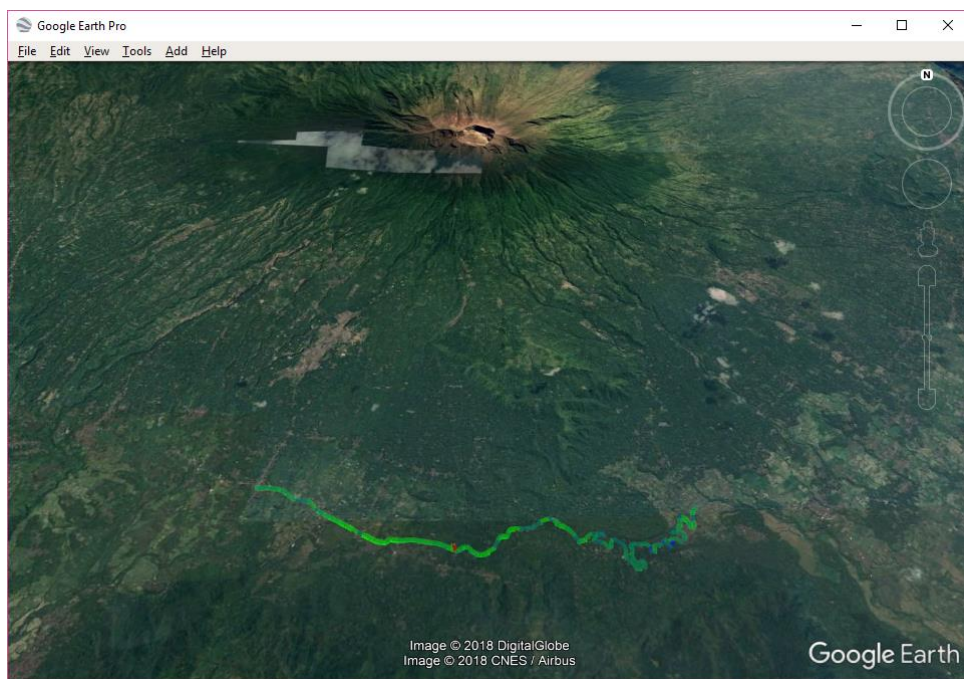 Google Earth Pro
File Edit View Tools Add Help
N
Image © 2018 DigitalGlobe
Image © 2018 CNES / Airbus
Google Earth